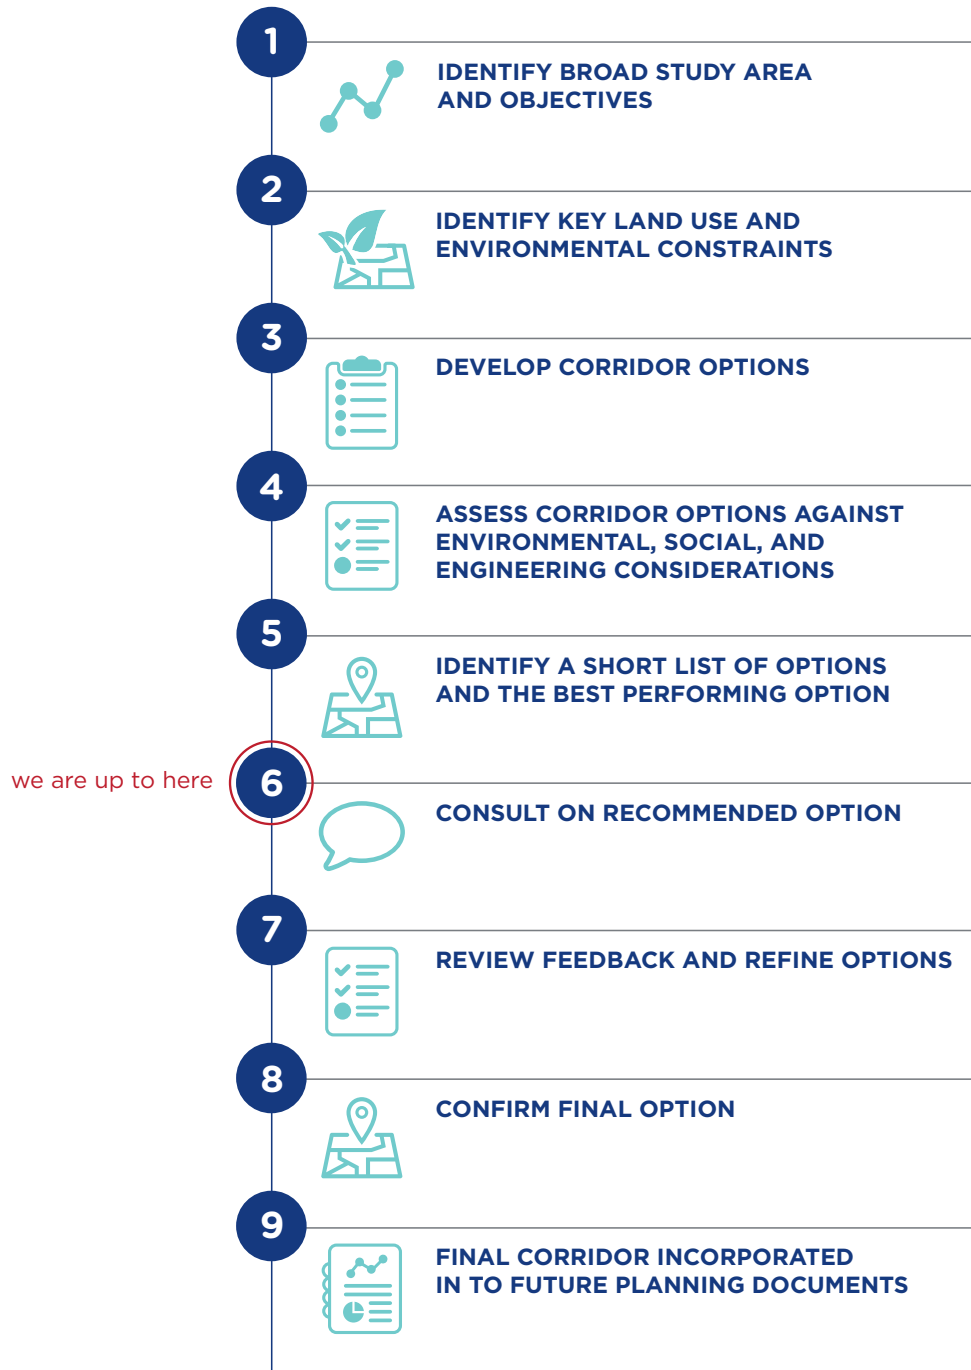 1
IDENTIFY BROAD STUDY AREA
AND OBJECTIVES
2
IDENTIFY KEY LAND USE AND
ENVIRONMENTAL CONSTRAINTS
3
DEVELOP CORRIDOR OPTIONS
4
ASSESS CORRIDOR OPTIONS AGAINST
ENVIRONMENTAL, SOCIAL, AND
ENGINEERING CONSIDERATIONS
5
IDENTIFY A SHORT LIST OF OPTIONS
AND THE BEST PERFORMING OPTION
we are up to here
6
CONSULT ON RECOMMENDED OPTION
7
REVIEW FEEDBACK AND REFINE OPTIONS
8
CONFIRM FINAL OPTION
9
FINAL CORRIDOR INCORPORATED
IN TO FUTURE PLANNING DOCUMENTS